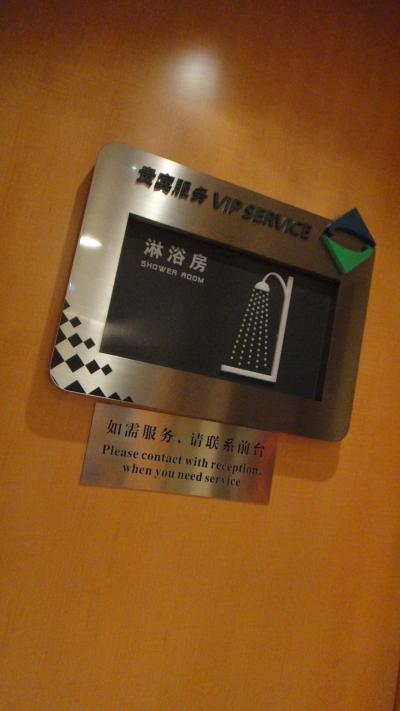 贵宾服务 VIP SERVICE
淋浴房
SHOWER ROOM
如需服务，请联系前台
Please contact with reception,
when you need service